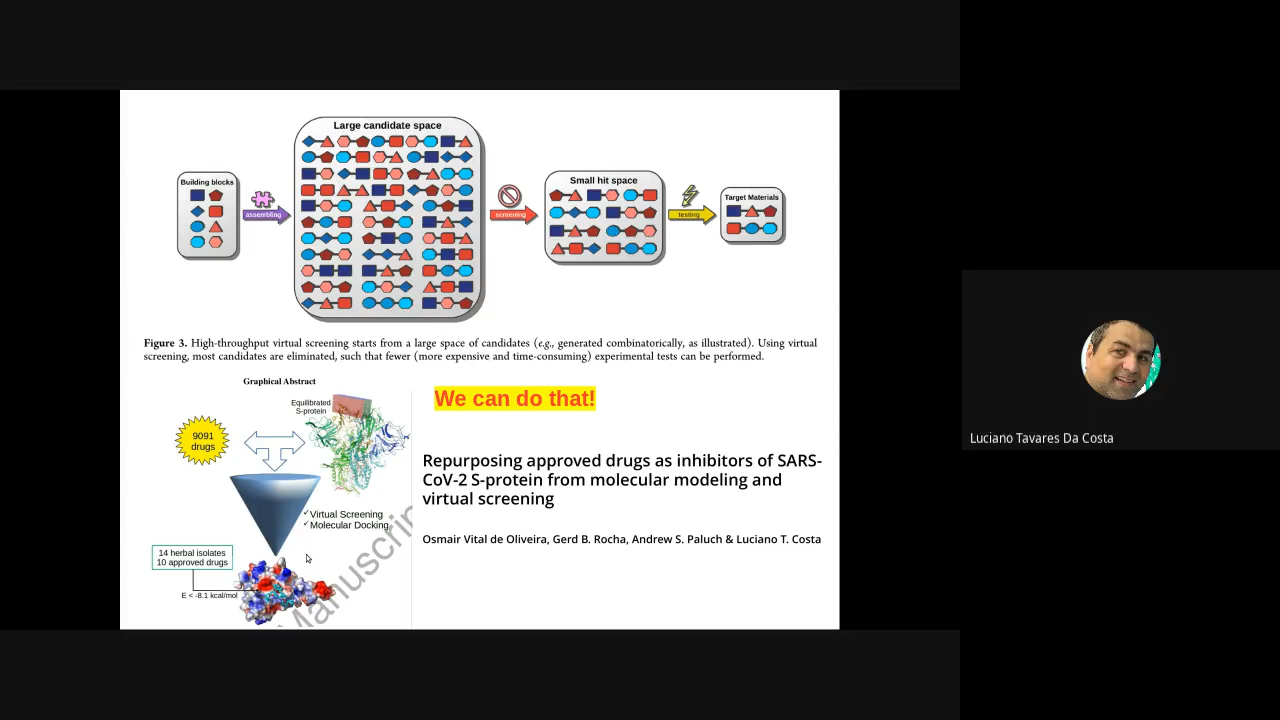 Large candidate space
Building blocks
assembling
screening
Small hit space
testing
Target Materials
Figure 3. High-throughput virtual screening starts from a large space of candidates (e.g., generated combinatorically, as illustrated). Using virtual
screening, most candidates are eliminated, such that fewer (more expensive and time-consuming) experimental tests can be performed.
Graphical Abstract
Equilibrated
S-protein
9091
drugs
✓Virtual Screening
✓Molecular Docking
14 herbal isolates
10 approved drugs
E < -8.1 kcal/mol
Manuscrip
We can do that!
Repurposing approved drugs as inhibitors of SARS-
CoV-2 S-protein from molecular modeling and
virtual screening
Osmair Vital de Oliveira, Gerd B. Rocha, Andrew S. Paluch & Luciano T. Costa
Luciano Tavares Da Costa